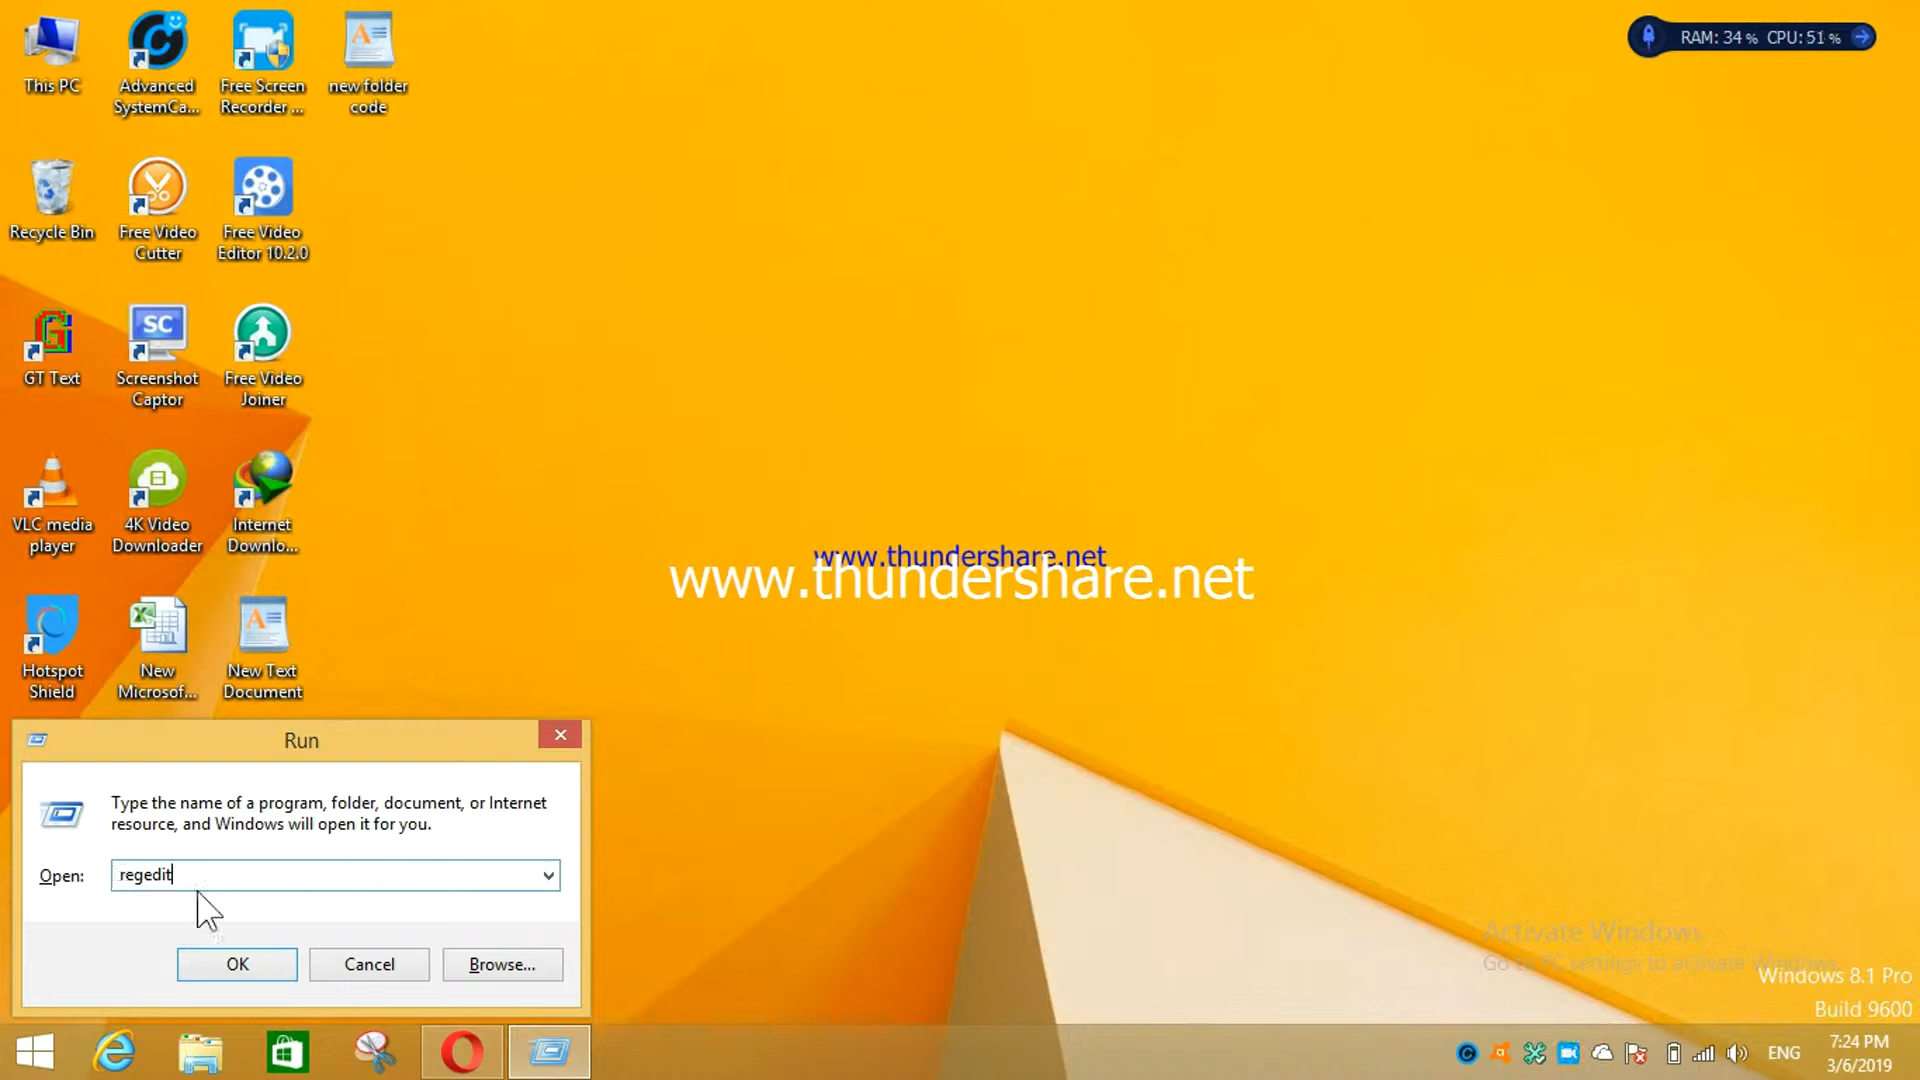 This PC
Advanced
SystemCa...
Free Screen
Recorder ...
new folder
code
RAM: 34 % CPU: 51 %
Recycle Bin
Free Video
Cutter
Free Video
Editor 10.2.0
GT Text
SC
Screenshot
Captor
Free Video
Joiner
VLC media
player
4K Video
Downloader
Internet
Downlo...
www.thundershare.net
www.thundershare.net
Hotspot
Shield
New
Microsof...
New Text
Document
Run
Type the name of a program, folder, document, or Internet
resource, and Windows will open it for you.
Open:
regedit
OK
Cancel
Browse...
Activate Windows
Go to PC settings to activate Windows.
Windows 8.1 Pro
Build 9600
ENG
7:24 PM
3/6/2019